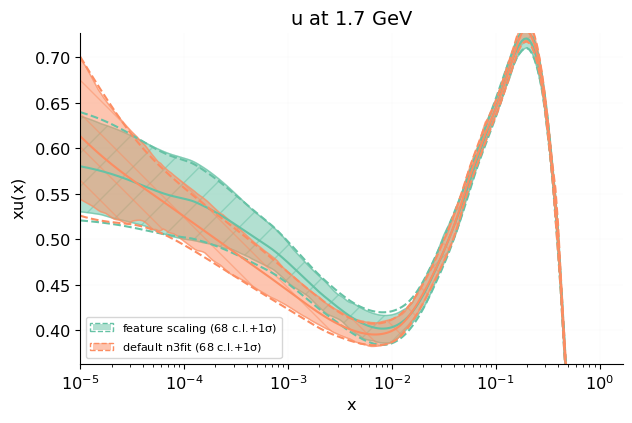 u at 1.7 GeV
xu(x)
0.70
0.65
0.60
0.55
0.50
0.45
0.40
feature scaling (68 c.l.+1σ)
default n3fit (68 c.l.+1σ)
10⁻⁵ 10⁻⁴ 10⁻³ 10⁻² 10⁻¹ 10⁰
x